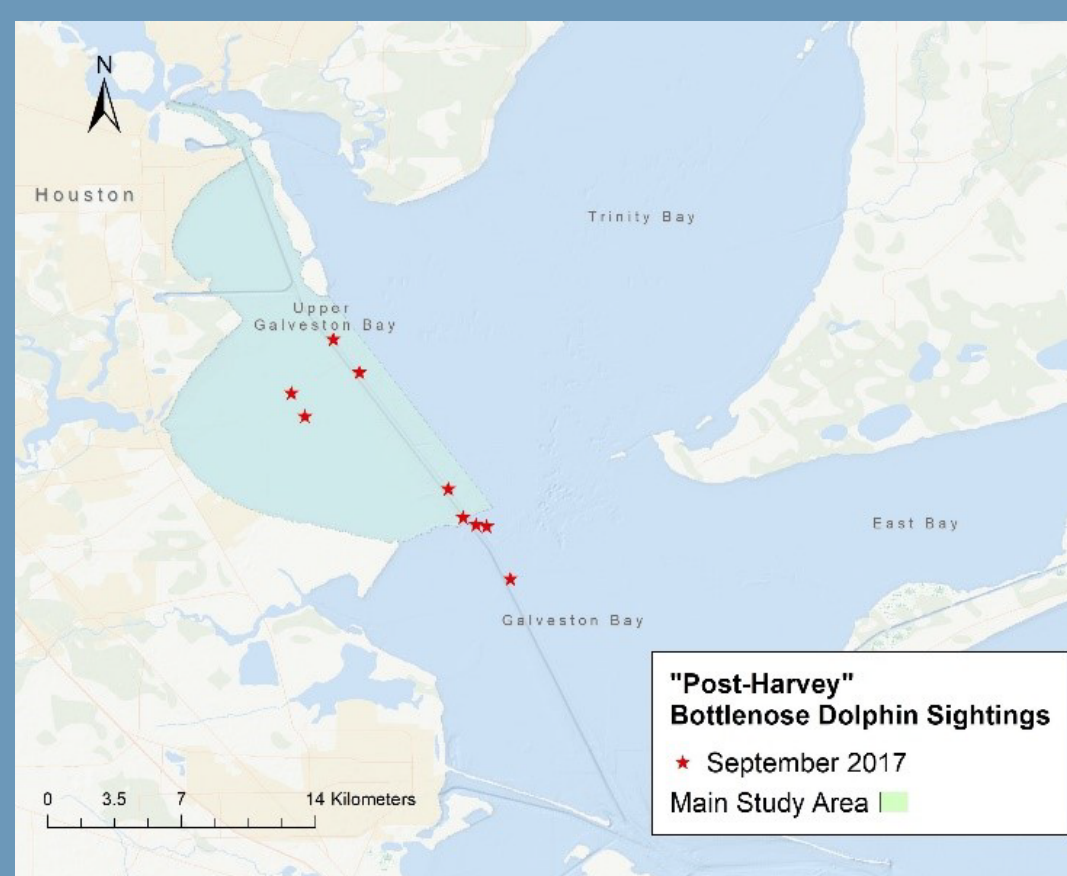 N
Houston
Trinity Bay
Upper
Galveston Bay
East Bay
Galveston Bay
"Post-Harvey"
Bottlenose Dolphin Sightings
September 2017
Main Study Area
0 3.5 7 14 Kilometers